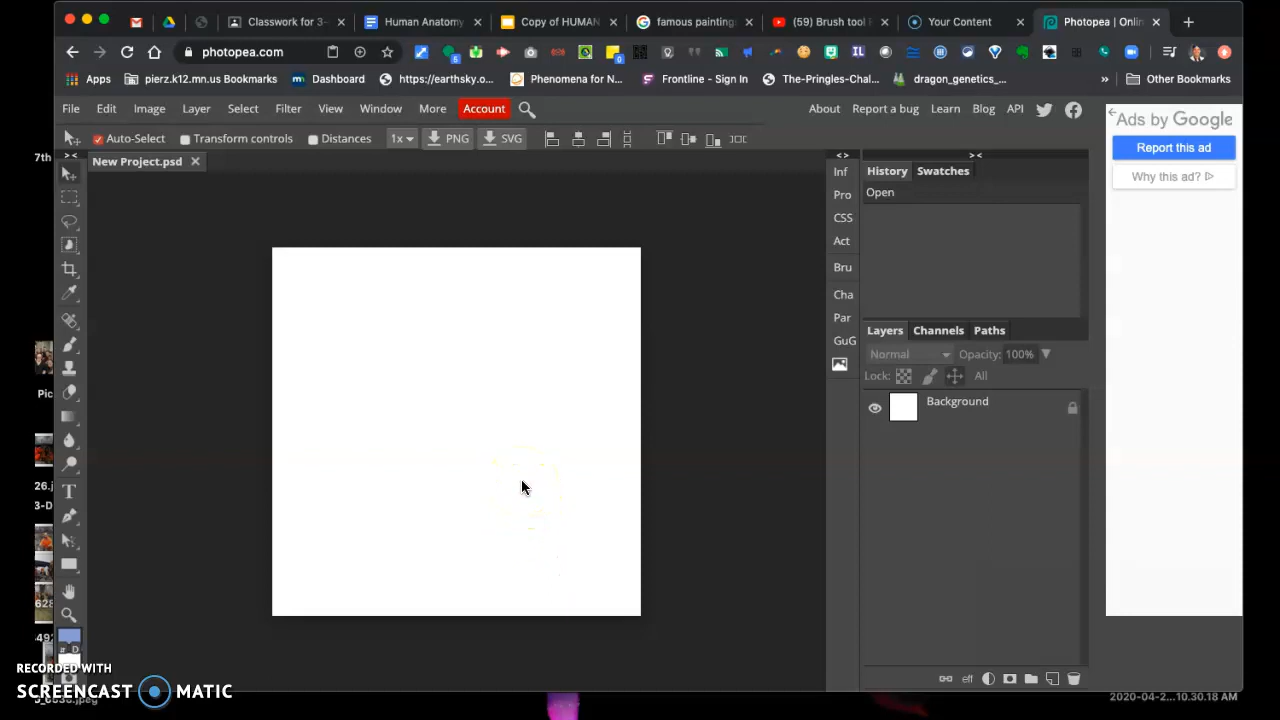 Classwork for 3-
Human Anatomy
Copy of HUMAN
famous painting
(59) Brush tool
Your Content
Photopea | Onli
photopea.com
Apps
pierz.k12.mn.us Bookmarks
Dashboard
https://earthsky.o...
Phenomena for N...
Frontline - Sign In
The-Pringles-Chal...
dragon_genetics_...
»
Other Bookmarks
File Edit Image Layer Select Filter View Window More Account
About Report a bug Learn Blog API
Auto-Select Transform controls Distances 1x PNG SVG
Ads by Google
Report this ad
Why this ad?
7th
New Project.psd
Inf
Pro
CSS
Act
Bru
Cha
Par
GuG
History Swatches
Open
Layers Channels Paths
Normal Opacity: 100%
Lock: All
Background
eff
Pic
26.j
3-D
628
492
D
RECORDED WITH
SCREENCAST MATIC
2020-04-2...10.30.18 AM